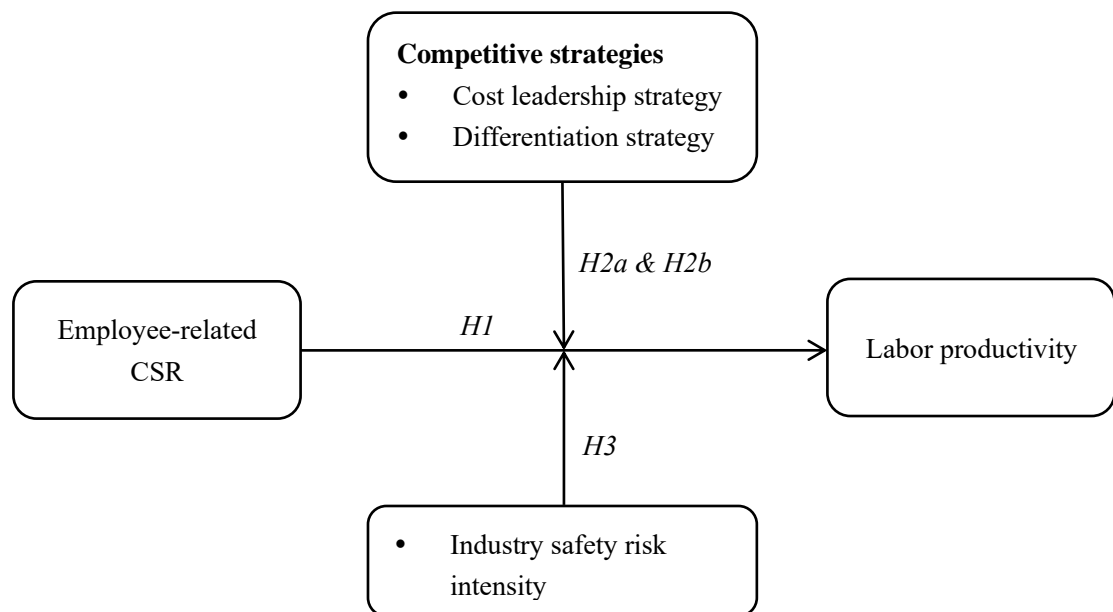 Competitive strategies
• Cost leadership strategy
• Differentiation strategy
H2a & H2b
Employee-related
CSR
H1
Labor productivity
H3
• Industry safety risk
intensity